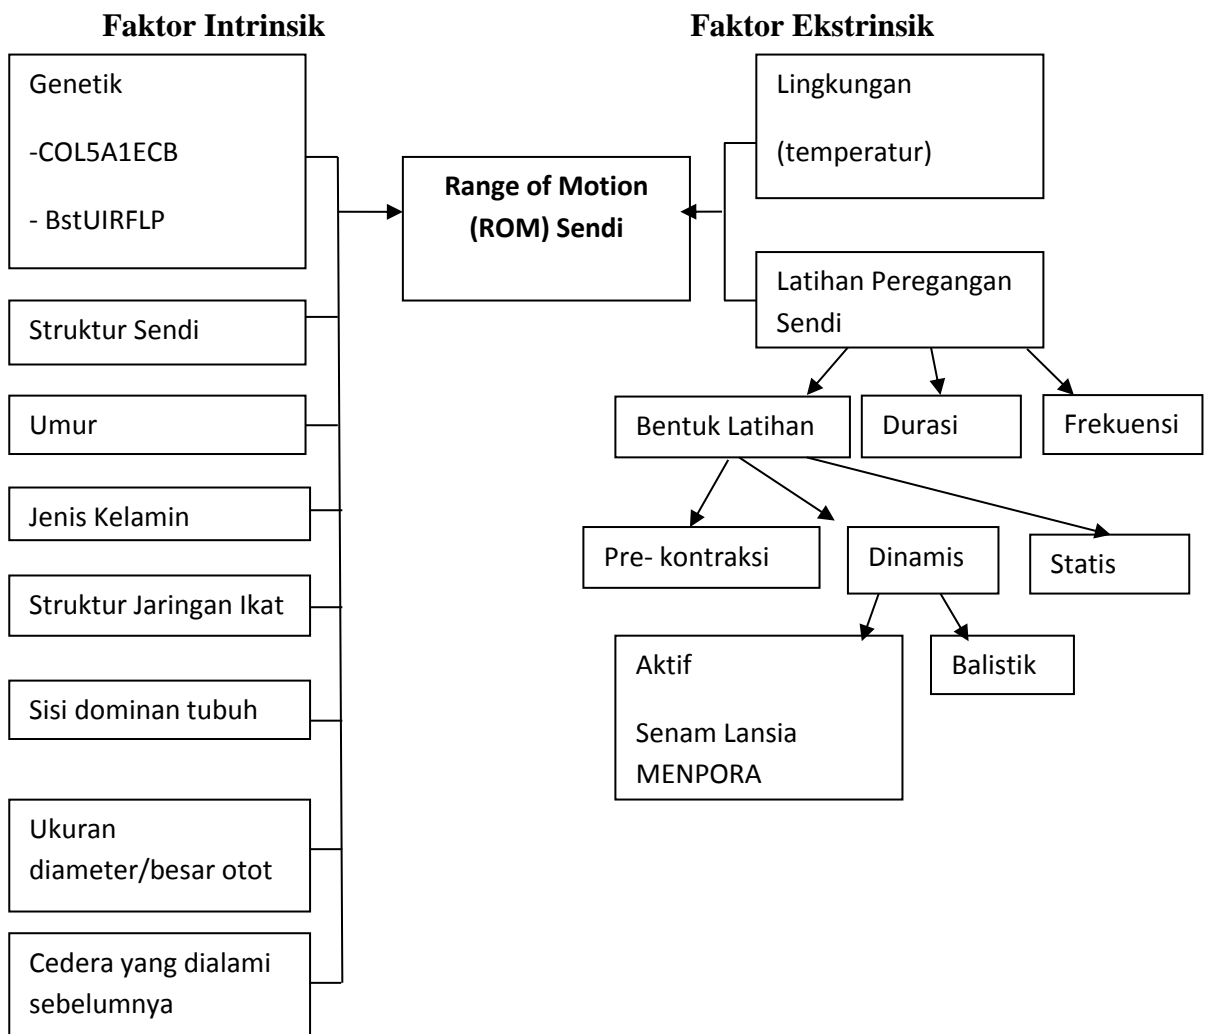 Faktor Intrinsik
Faktor Ekstrinsik
Genetik
-COL5A1ECB
- BstUIRFLP
Struktur Sendi
Umur
Jenis Kelamin
Struktur Jaringan Ikat
Sisi dominan tubuh
Ukuran
diameter/besar otot
Cedera yang dialami
sebelumnya
Range of Motion
(ROM) Sendi
Lingkungan
(temperatur)
Latihan Peregangan
Sendi
Bentuk Latihan
Durasi
Frekuensi
Pre- kontraksi
Dinamis
Statis
Aktif
Senam Lansia
MENPORA
Balistik